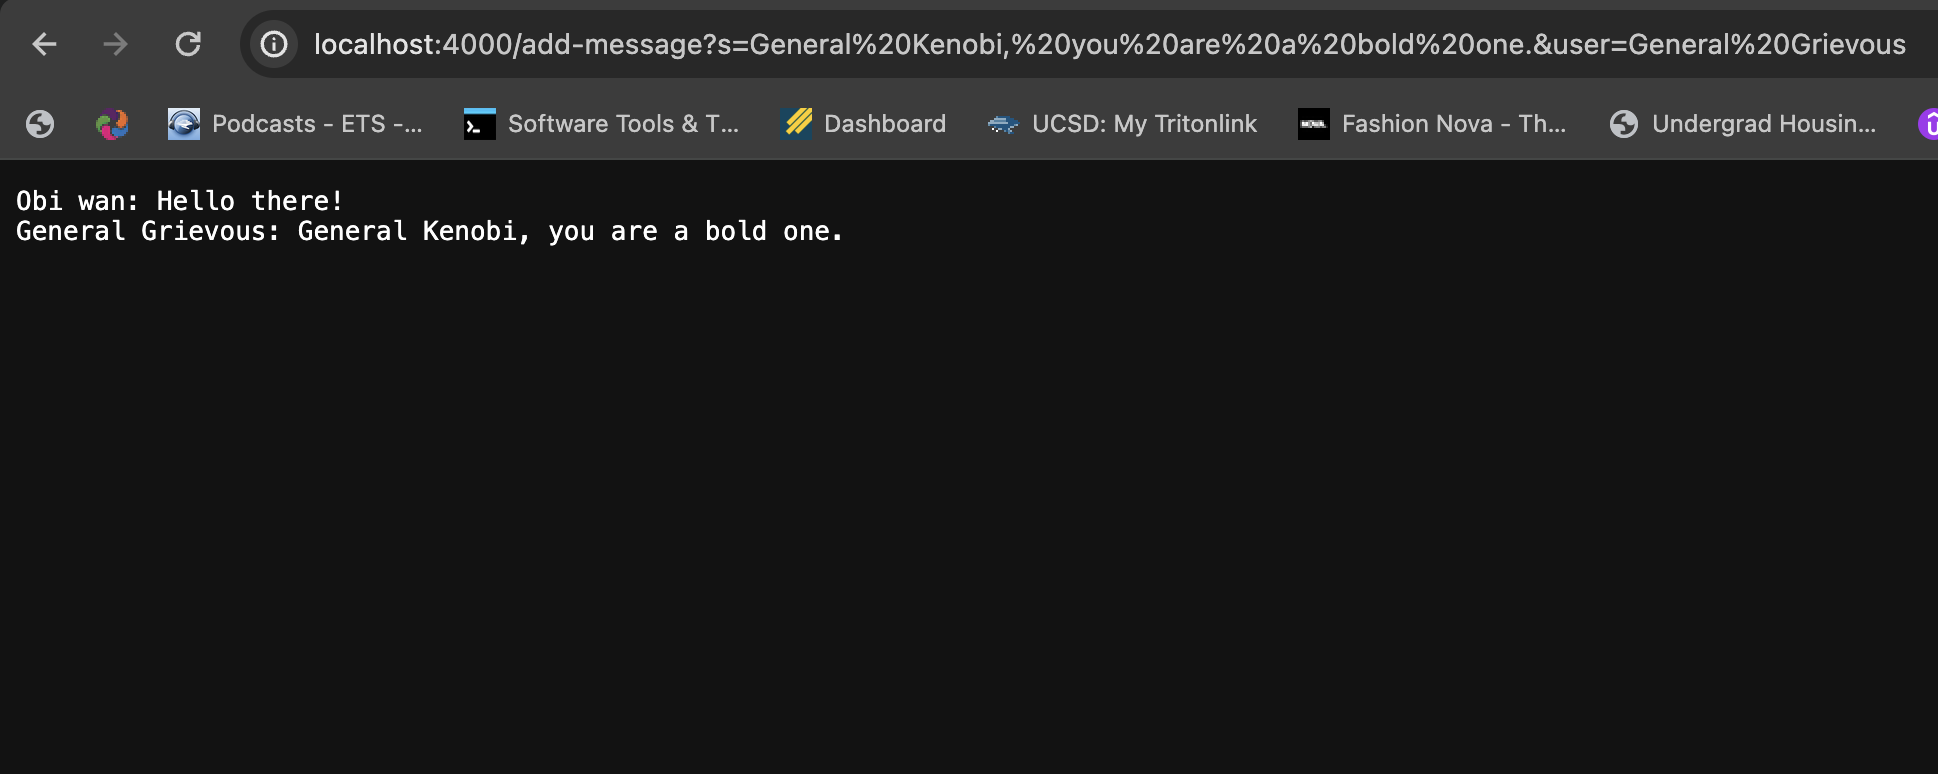 localhost:4000/add-message?s=General%20Kenobi,%20you%20are%20a%20bold%20one.&user=General%20Grievous
Podcasts - ETS -... Software Tools & T... Dashboard UCSD: My Tritonlink Fashion Nova - Th... Undergrad Housin...
Obi wan: Hello there!
General Grievous: General Kenobi, you are a bold one.